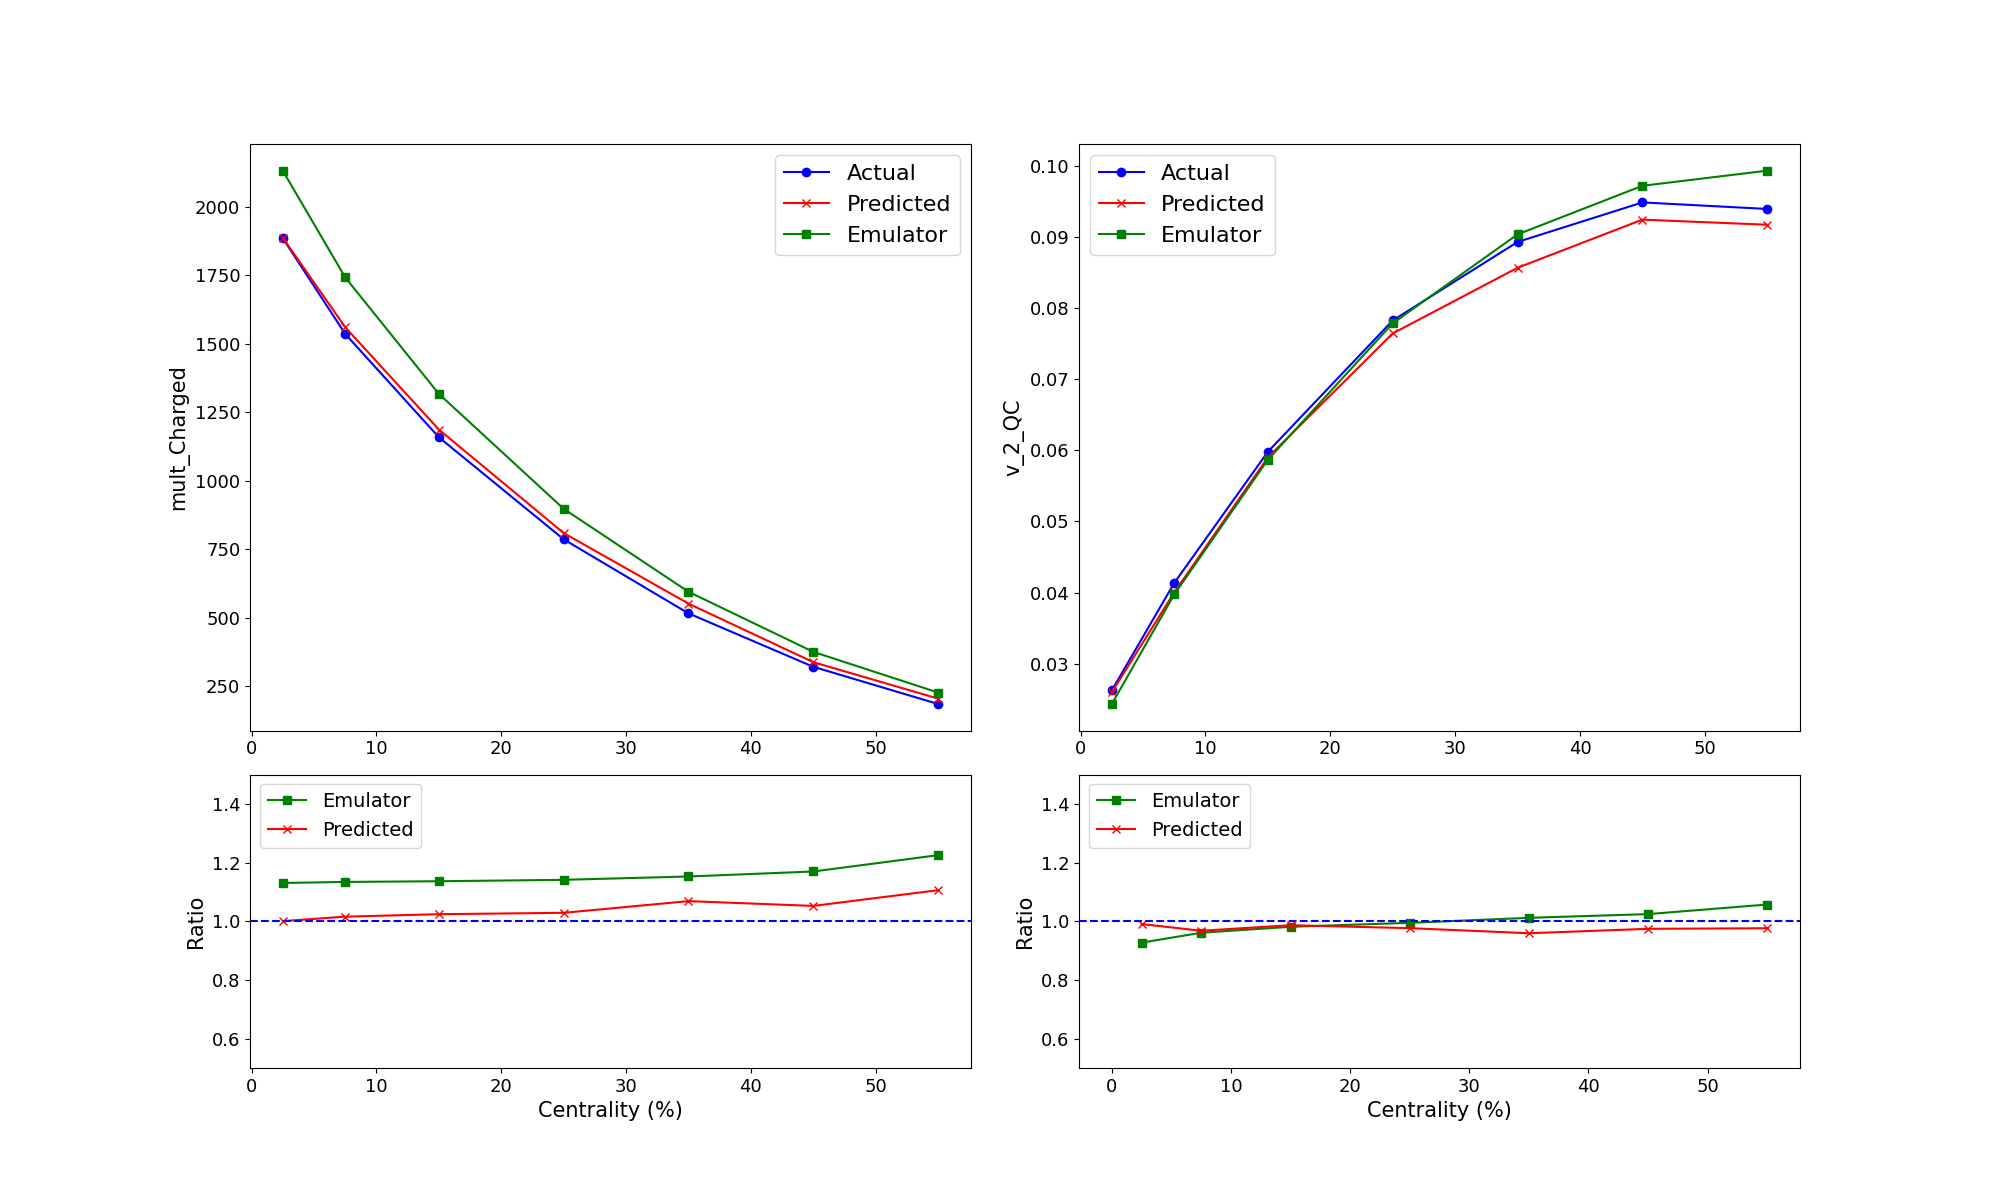 Actual
Predicted
Emulator
mult_Charged
2000
1750
1500
1250
1000
750
500
250
0 10 20 30 40 50
Actual
Predicted
Emulator
v_2_QC
0.10
0.09
0.08
0.07
0.06
0.05
0.04
0.03
0 10 20 30 40 50
Emulator
Predicted
Ratio
1.4
1.2
1.0
0.8
0.6
0 10 20 30 40 50
Centrality (%)
Emulator
Predicted
Ratio
1.4
1.2
1.0
0.8
0.6
0 10 20 30 40 50
Centrality (%)